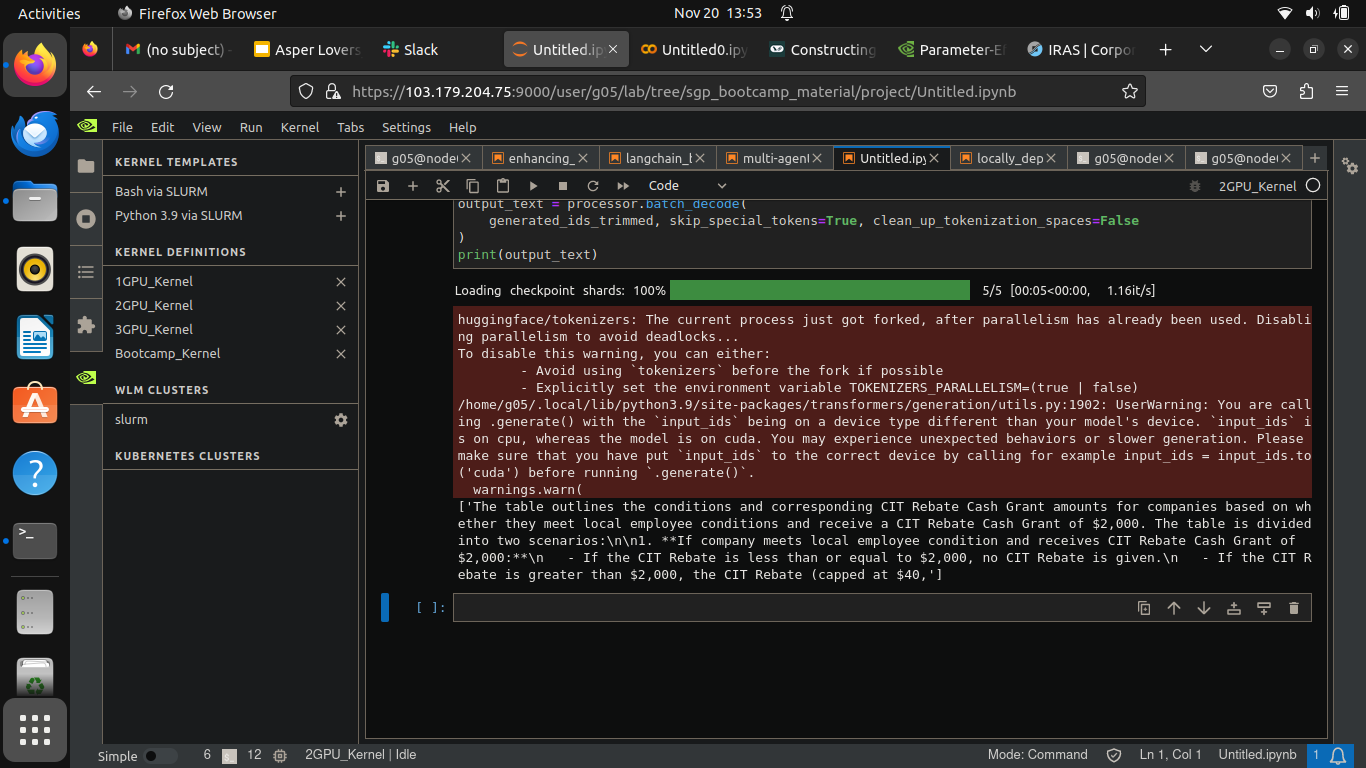 Activities
Firefox Web Browser
Nov 20 13:53
(no subject) -
Asper Lovers
Slack
Untitled.ip
Untitled0.ipy
Constructing
Parameter-Ef
IRAS | Corpo
https://103.179.204.75:9000/user/g05/lab/tree/sgp_bootcamp_material/project/Untitled.ipynb
File Edit View Run Kernel Tabs Settings Help
KERNEL TEMPLATES
Bash via SLURM
Python 3.9 via SLURM
KERNEL DEFINITIONS
1GPU_Kernel
2GPU_Kernel
3GPU_Kernel
Bootcamp_Kernel
WLM CLUSTERS
slurm
KUBERNETES CLUSTERS
g05@node
enhancing_
langchain_
multi-agent
Untitled.ipy
locally_dep
g05@node
g05@node
Code
2GPU_Kernel
output_text = processor.batch_decode(
generated_ids_trimmed, skip_special_tokens=True, clean_up_tokenization_spaces=False
)
print(output_text)
Loading checkpoint shards: 100% 5/5 [00:05<00:00, 1.16it/s]
huggingface/tokenizers: The current process just got forked, after parallelism has already been used. Disabli
ng parallelism to avoid deadlocks...
To disable this warning, you can either:
- Avoid using `tokenizers` before the fork if possible
- Explicitly set the environment variable TOKENIZERS_PARALLELISM=(true | false)
/home/g05/.local/lib/python3.9/site-packages/transformers/generation/utils.py:1902: UserWarning: You are call
ing .generate() with the `input_ids` being on a device type different than your model's device. `input_ids` i
s on cpu, whereas the model is on cuda. You may experience unexpected behaviors or slower generation. Please
make sure that you have put `input_ids` to the correct device by calling for example input_ids = input_ids.to
('cuda') before running `.generate()`.
warnings.warn(
['The table outlines the conditions and corresponding CIT Rebate Cash Grant amounts for companies based on wh
ether they meet local employee conditions and receive a CIT Rebate Cash Grant of $2,000. The table is divided
into two scenarios:\n\n1. **If company meets local employee condition and receives CIT Rebate Cash Grant of
$2,000:**\n   - If the CIT Rebate is less than or equal to $2,000, no CIT Rebate is given.\n   - If the CIT R
ebate is greater than $2,000, the CIT Rebate (capped at $40,']
[ ]:
Simple
6
12
2GPU_Kernel | Idle
Mode: Command
Ln 1, Col 1
Untitled.ipynb
1